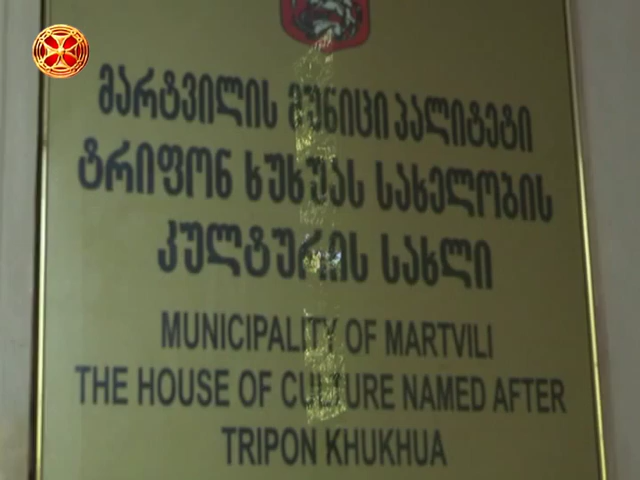 მარტვილის მუნიციპალიტეტი
ტრიფონ ხუხუას სახელობის
კულტურის სახლი
MUNICIPALITY OF MARTVILI
THE HOUSE OF CULTURE NAMED AFTER
TRIPON KHUKHUA